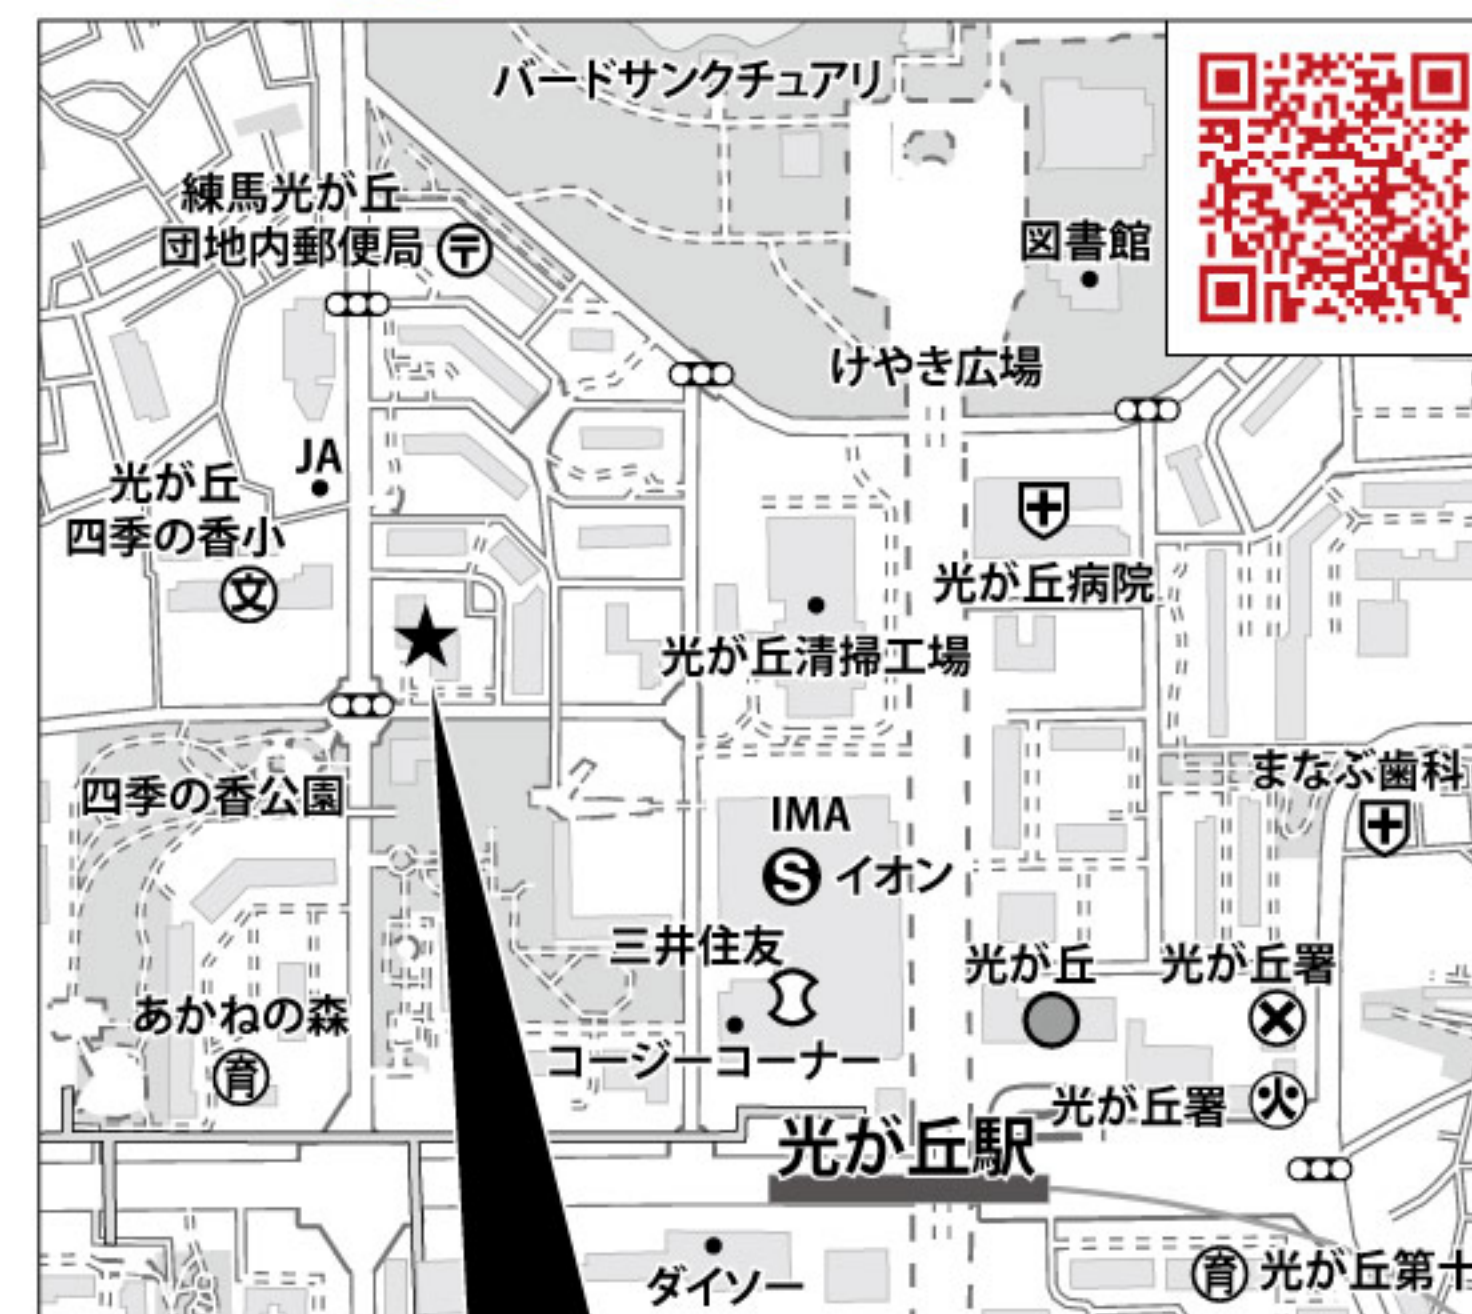 バードサンクチュアリ
練馬光が丘
団地内郵便局
〒
図書館
けやき広場
JA
光が丘
四季の香小
文
光が丘病院
光が丘清掃工場
四季の香公園
まなぶ歯科
IMA
S イオン
三井住友
光が丘
光が丘署
あかねの森
育
コージーコーナー
光が丘署
火
光が丘駅
ダイソー
育 光が丘第十